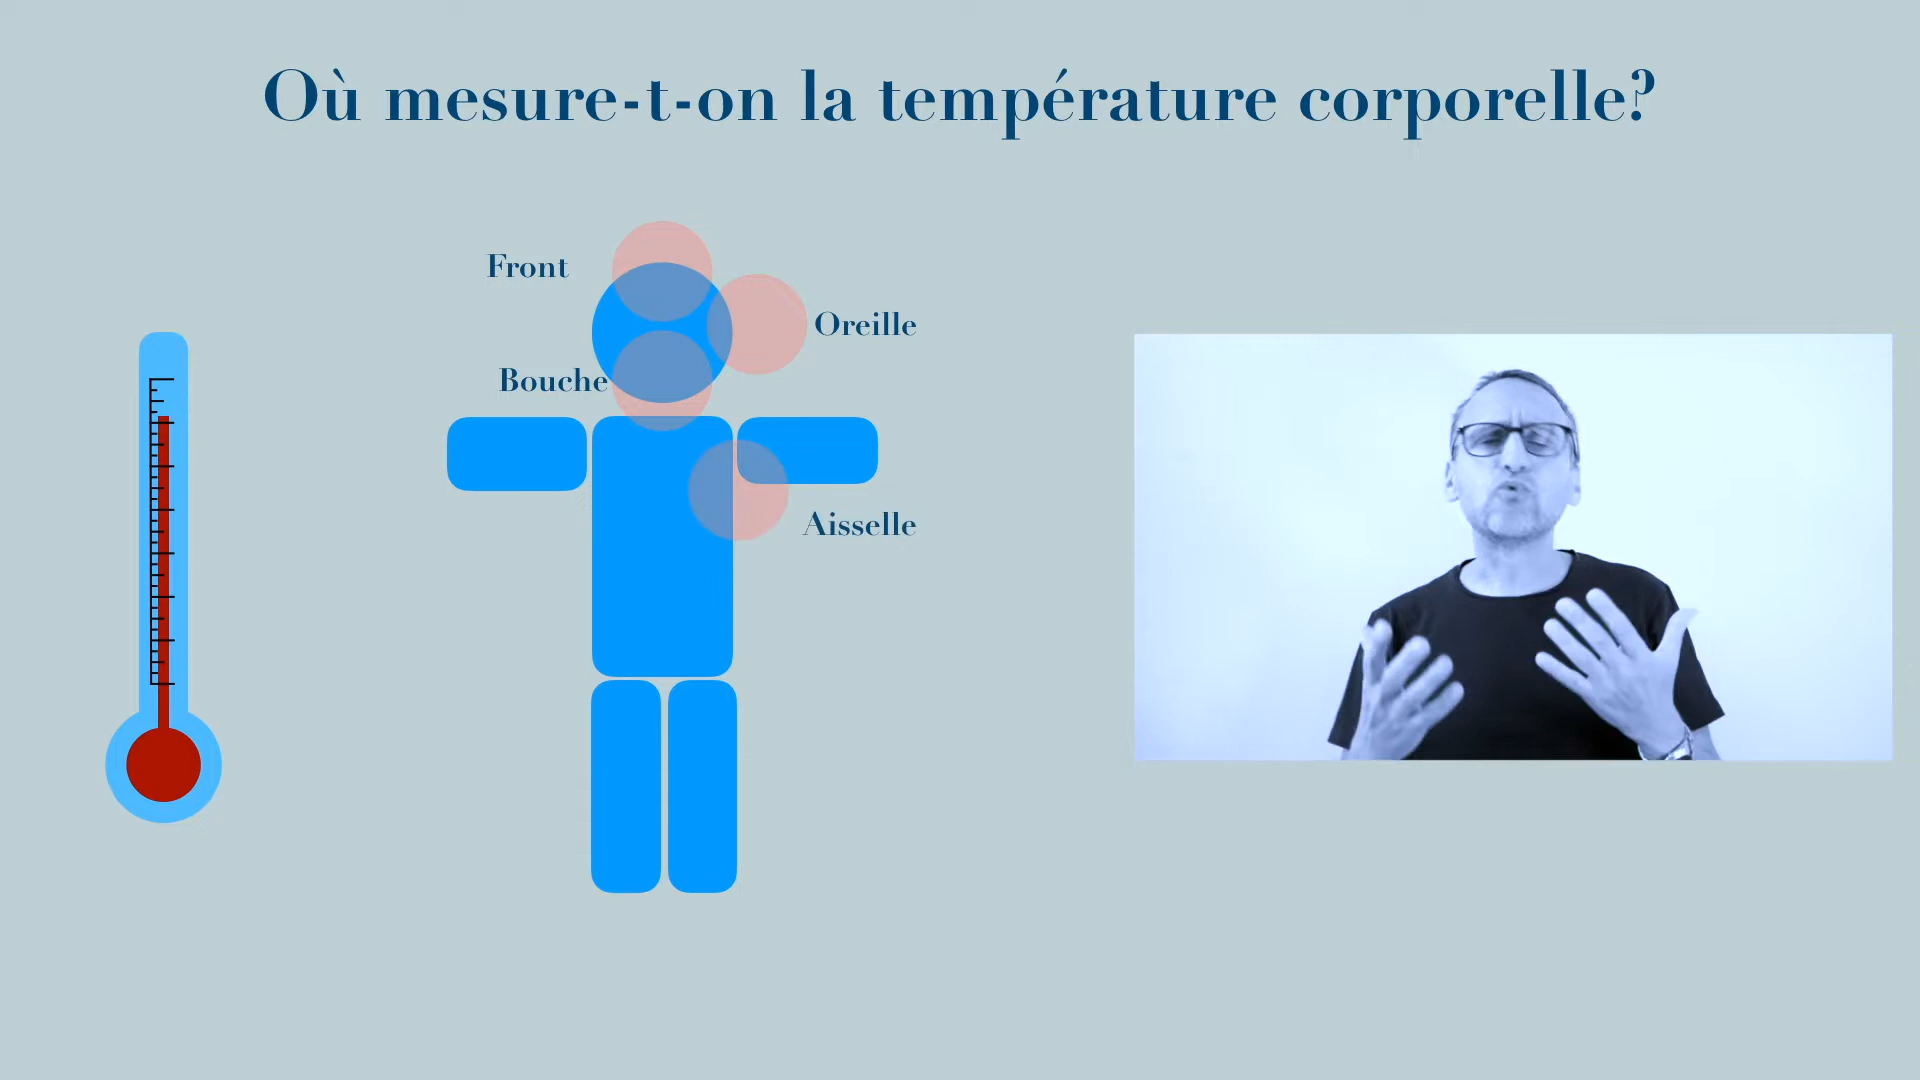 Où mesure-t-on la température corporelle?
Front
Oreille
Bouche
Aisselle